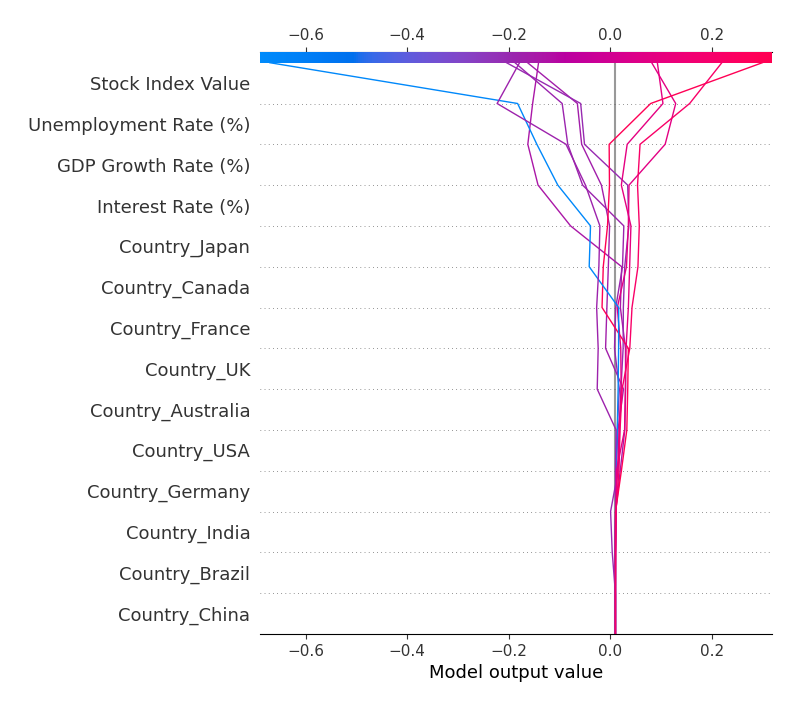 −0.6 −0.4 −0.2 0.0 0.2
Stock Index Value
Unemployment Rate (%)
GDP Growth Rate (%)
Interest Rate (%)
Country_Japan
Country_Canada
Country_France
Country_UK
Country_Australia
Country_USA
Country_Germany
Country_India
Country_Brazil
Country_China
−0.6 −0.4 −0.2 0.0 0.2
Model output value